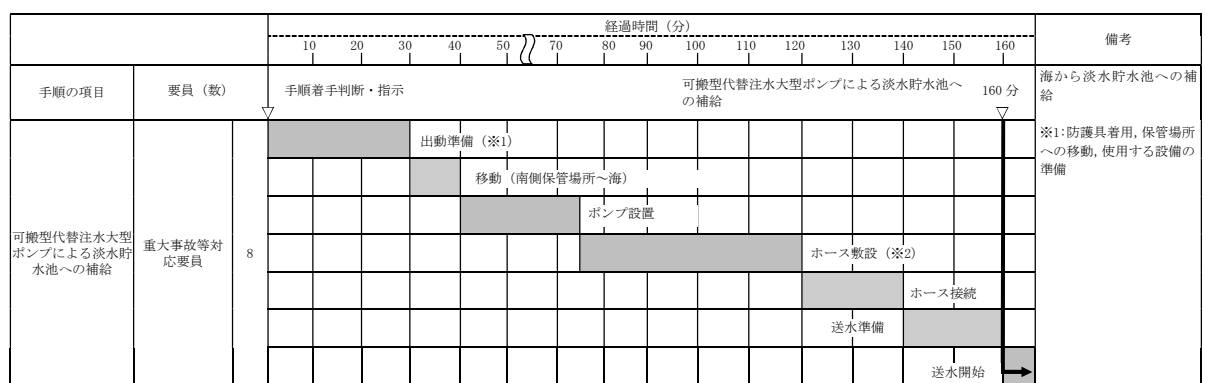 経過時間（分）
備考
10 20 30 40 50 70 80 90 100 110 120 130 140 150 160
手順の項目
要員（数）
手順着手判断・指示
可搬型代替注水大型ポンプによる淡水貯水池へ
の補給
160 分
海から淡水貯水池への補
給
可搬型代替注水大型
ポンプによる淡水貯
水池への補給
重大事故等対
応要員
8
出動準備（※1）
移動（南側保管場所～海）
ポンプ設置
ホース敷設（※2）
ホース接続
送水準備
送水開始
※1:防護具着用,保管場所
への移動,使用する設備の
準備